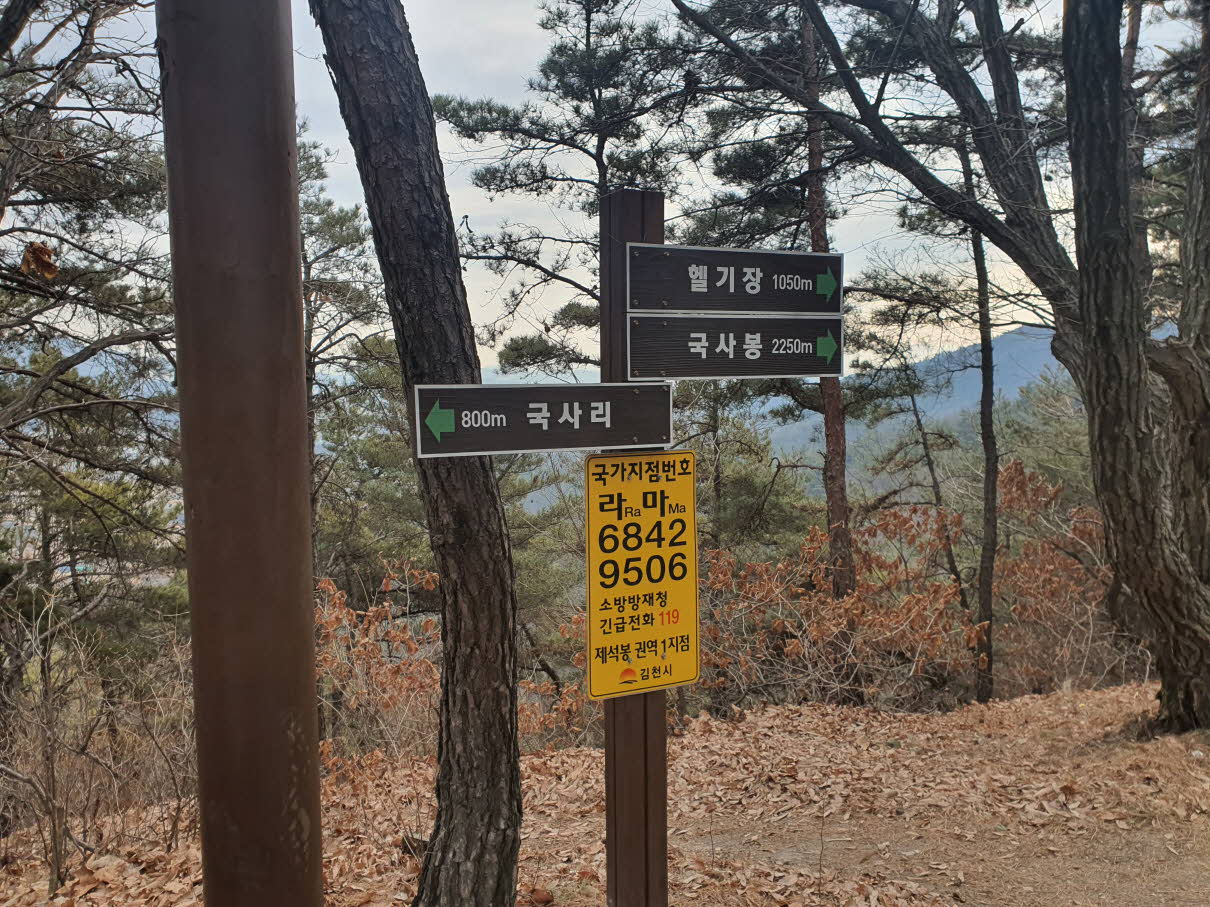 헬기장 1050m
국사봉 2250m
800m 국사리
국가지점번호
라Ra 마Ma
6842
9506
소방방재청
긴급전화 119
제석봉 권역 1지점
김천시